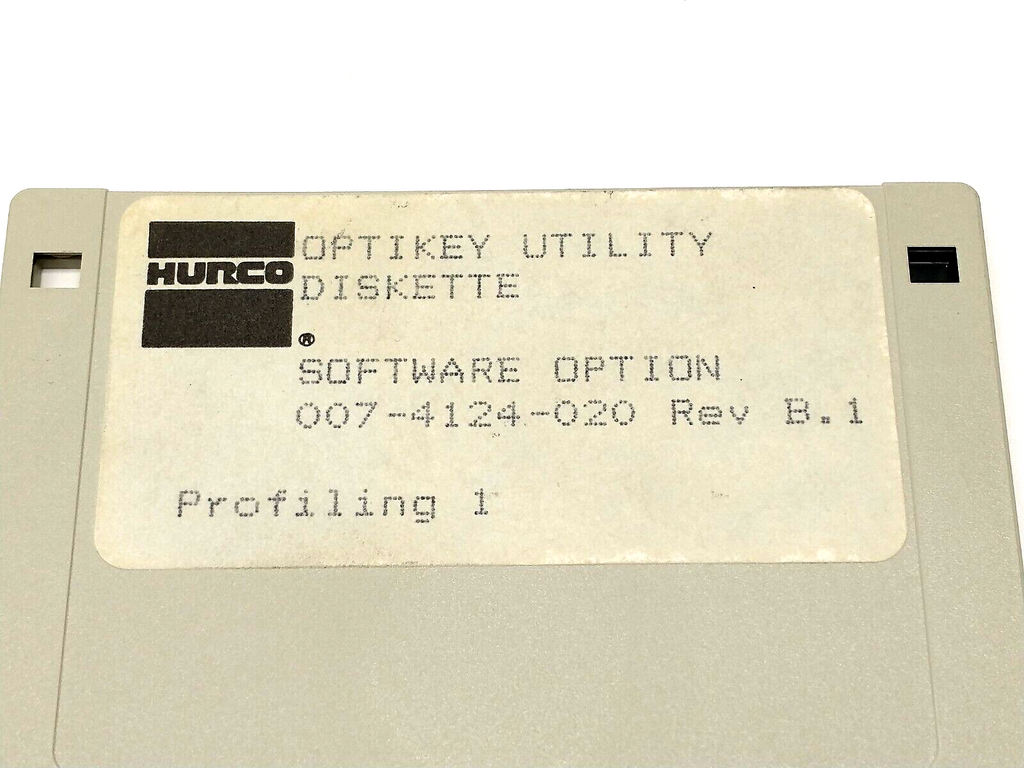 HURCO®
OPTIKEY UTILITY
DISKETTE
SOFTWARE OPTION
007-4124-020 Rev B.1
Profiling 1